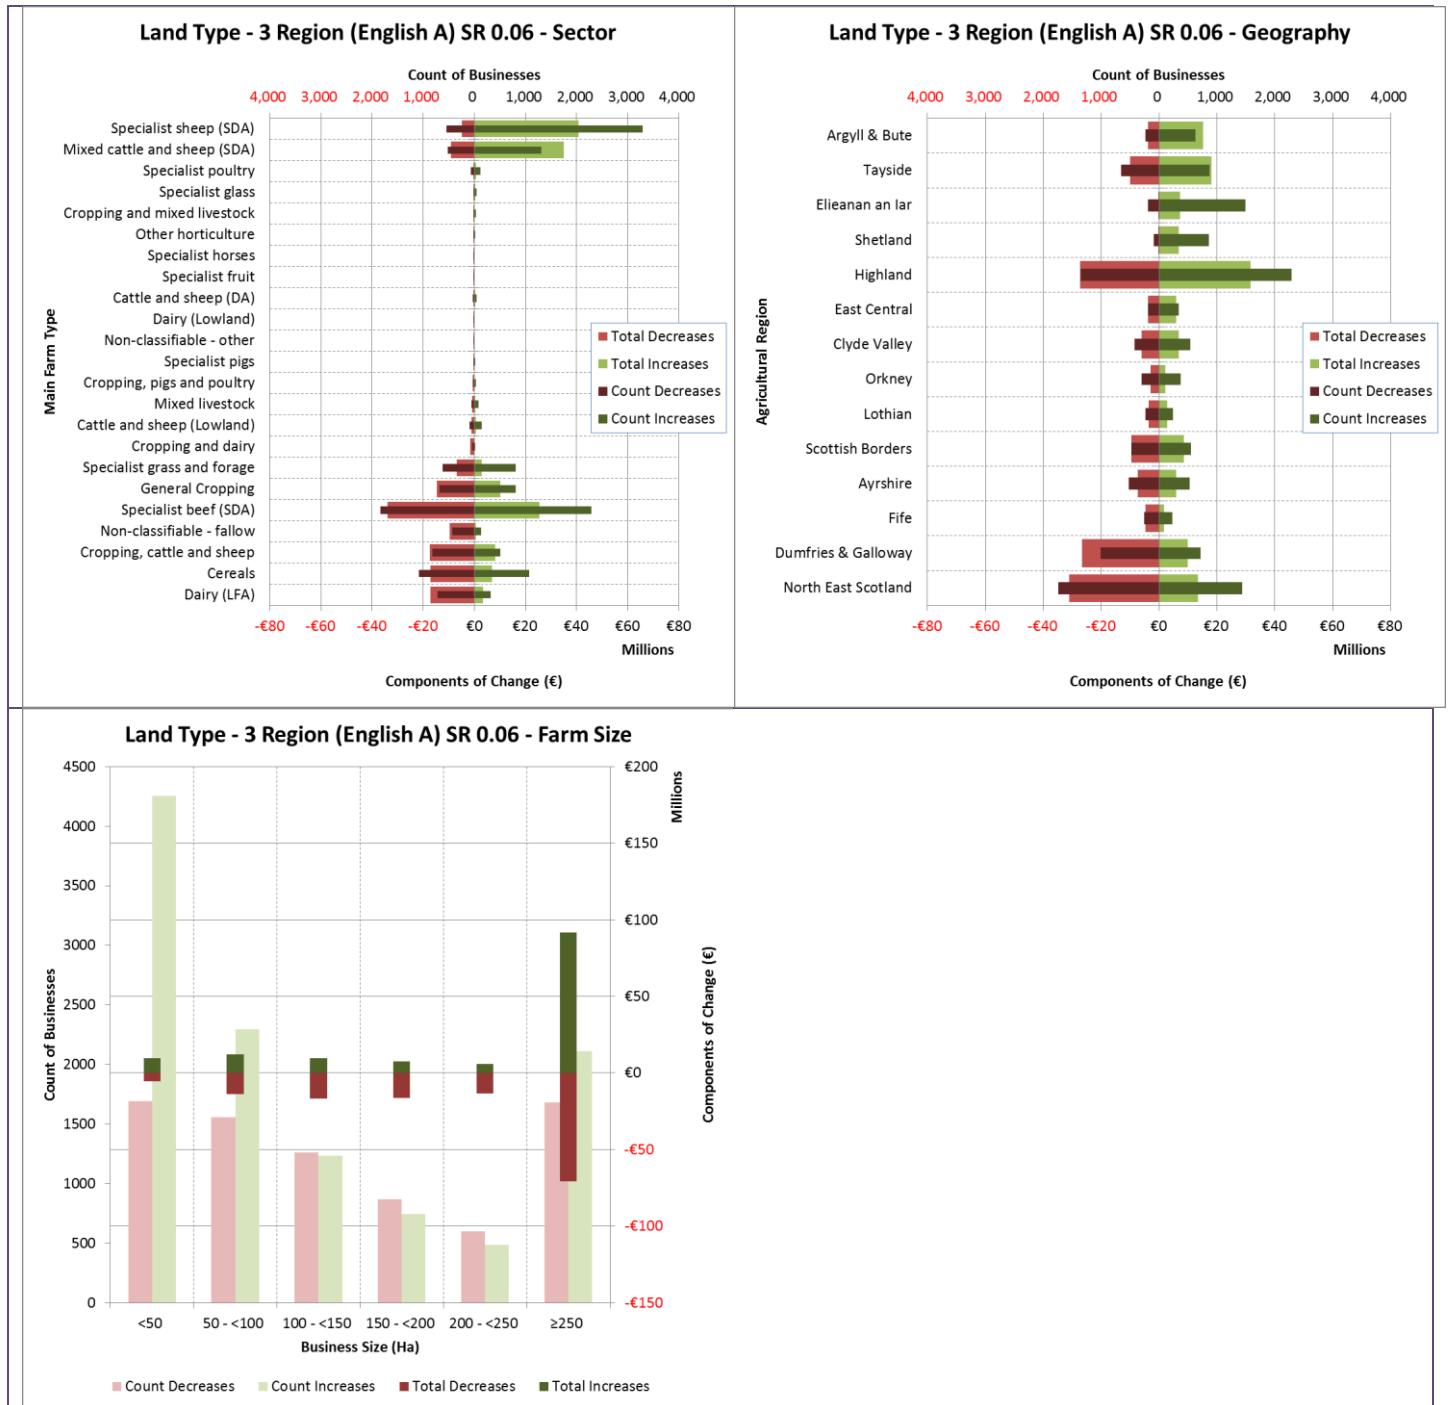 Land Type - 3 Region (English A) SR 0.06 - Sector
Count of Businesses
4,000 3,000 2,000 1,000 0 1,000 2,000 3,000 4,000
Main Farm Type
Specialist sheep (SDA)
Mixed cattle and sheep (SDA)
Specialist poultry
Specialist glass
Cropping and mixed livestock
Other horticulture
Specialist horses
Specialist fruit
Cattle and sheep (DA)
Dairy (Lowland)
Non-classifiable - other
Specialist pigs
Cropping, pigs and poultry
Mixed livestock
Cattle and sheep (Lowland)
Cropping and dairy
Specialist grass and forage
General Cropping
Specialist beef (SDA)
Non-classifiable - fallow
Cropping, cattle and sheep
Cereals
Dairy (LFA)
Total Decreases
Total Increases
Count Decreases
Count Increases
-€80 -€60 -€40 -€20 €0 €20 €40 €60 €80
Millions
Components of Change (€)
Land Type - 3 Region (English A) SR 0.06 - Geography
Count of Businesses
4,000 3,000 2,000 1,000 0 1,000 2,000 3,000 4,000
Agricultural Region
Argyll & Bute
Tayside
Elieanan an Iar
Shetland
Highland
East Central
Clyde Valley
Orkney
Lothian
Scottish Borders
Ayrshire
Fife
Dumfries & Galloway
North East Scotland
Total Decreases
Total Increases
Count Decreases
Count Increases
-€80 -€60 -€40 -€20 €0 €20 €40 €60 €80
Millions
Components of Change (€)
Land Type - 3 Region (English A) SR 0.06 - Farm Size
Count of Businesses
4500
4000
3500
3000
2500
2000
1500
1000
500
0
€200
€150
€100
€50
€0
-€50
-€100
-€150
Millions
Components of Change (€)
<50 50 - <100 100 - <150 150 - <200 200 - <250 ≥250
Business Size (Ha)
Count Decreases Count Increases Total Decreases Total Increases